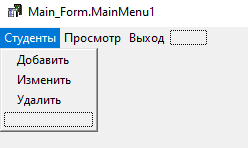 Main_Form.MainMenu1
Студенты Просмотр Выход
Добавить
Изменить
Удалить